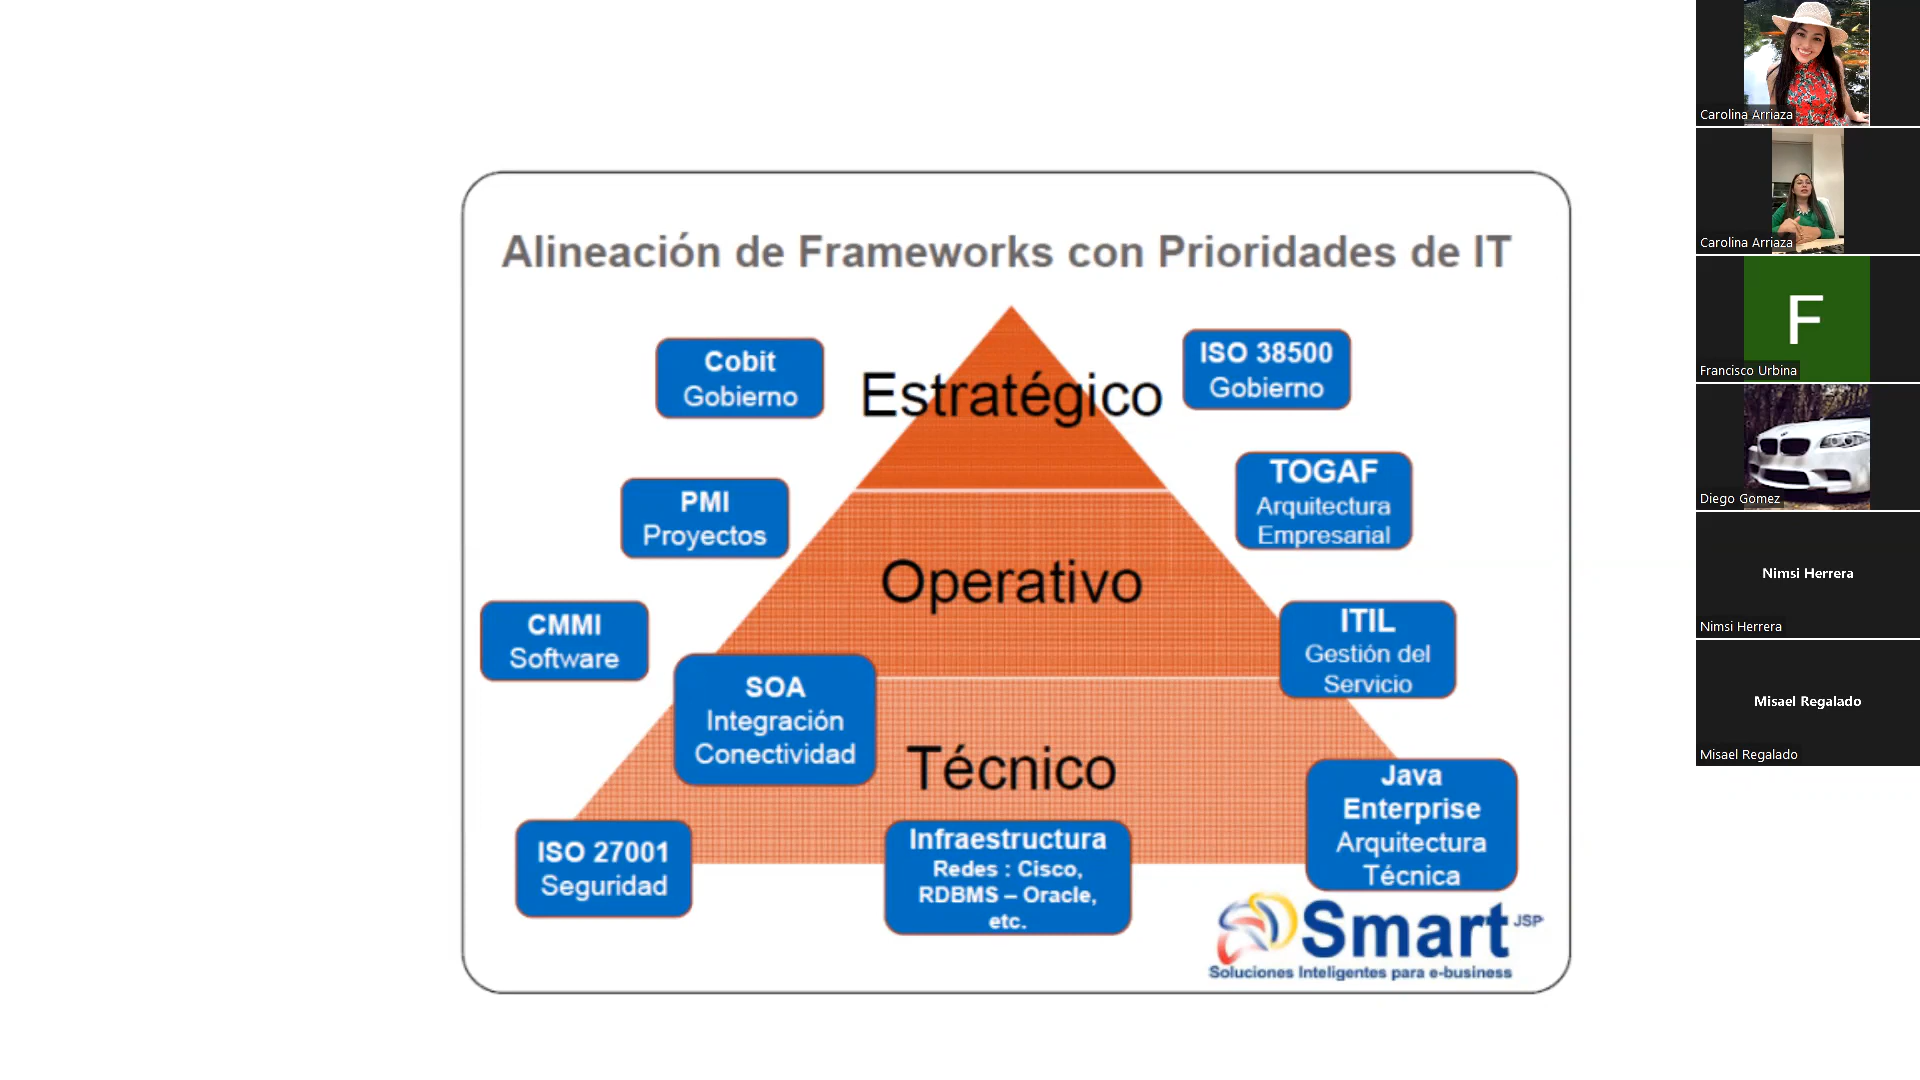 Alineación de Frameworks con Prioridades de IT
Cobit
Gobierno
Estratégico
ISO 38500
Gobierno
PMI
Proyectos
TOGAF
Arquitectura
Empresarial
Operativo
CMMI
Software
ITIL
Gestión del
Servicio
SOA
Integración
Conectividad
Técnico
Java
Enterprise
Arquitectura
Técnica
ISO 27001
Seguridad
Infraestructura
Redes : Cisco,
RDBMS – Oracle,
etc.
Smart JSP
Soluciones Inteligentes para e-business
Carolina Arriaza
Carolina Arriaza
F
Francisco Urbina
Diego Gomez
Nimsi Herrera
Nimsi Herrera
Misael Regalado
Misael Regalado